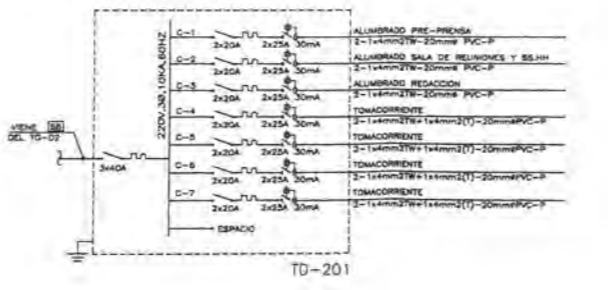 C-1 2x20A 2x25A 30mA ALUMBRADO PRE-PRENSA
2-1x4mm2TW-20mmø PVC-P
C-2 2x20A 2x25A 30mA ALUMBRADO SALA DE REUNIONES Y SS.HH
2-1x4mm2TW-20mmø PVC-P
C-3 2x20A 2x25A 30mA ALUMBRADO REDACCION
2-1x4mm2TW-20mmø PVC-P
C-4 2x20A 2x25A 30mA TOMACORRIENTE
2-1x4mm2TW+1x4mm2(T)-20mmøPVC-P
C-5 2x20A 2x25A 30mA TOMACORRIENTE
2-1x4mm2TW+1x4mm2(T)-20mmøPVC-P
C-6 2x20A 2x25A 30mA TOMACORRIENTE
2-1x4mm2TW+1x4mm2(T)-20mmøPVC-P
C-7 2x20A 2x25A 30mA TOMACORRIENTE
2-1x4mm2TW+1x4mm2(T)-20mmøPVC-P
220V,3Ø,10KA,60HZ
VIENE
DEL TG-02
3x40A
ESPACIO
TD-201